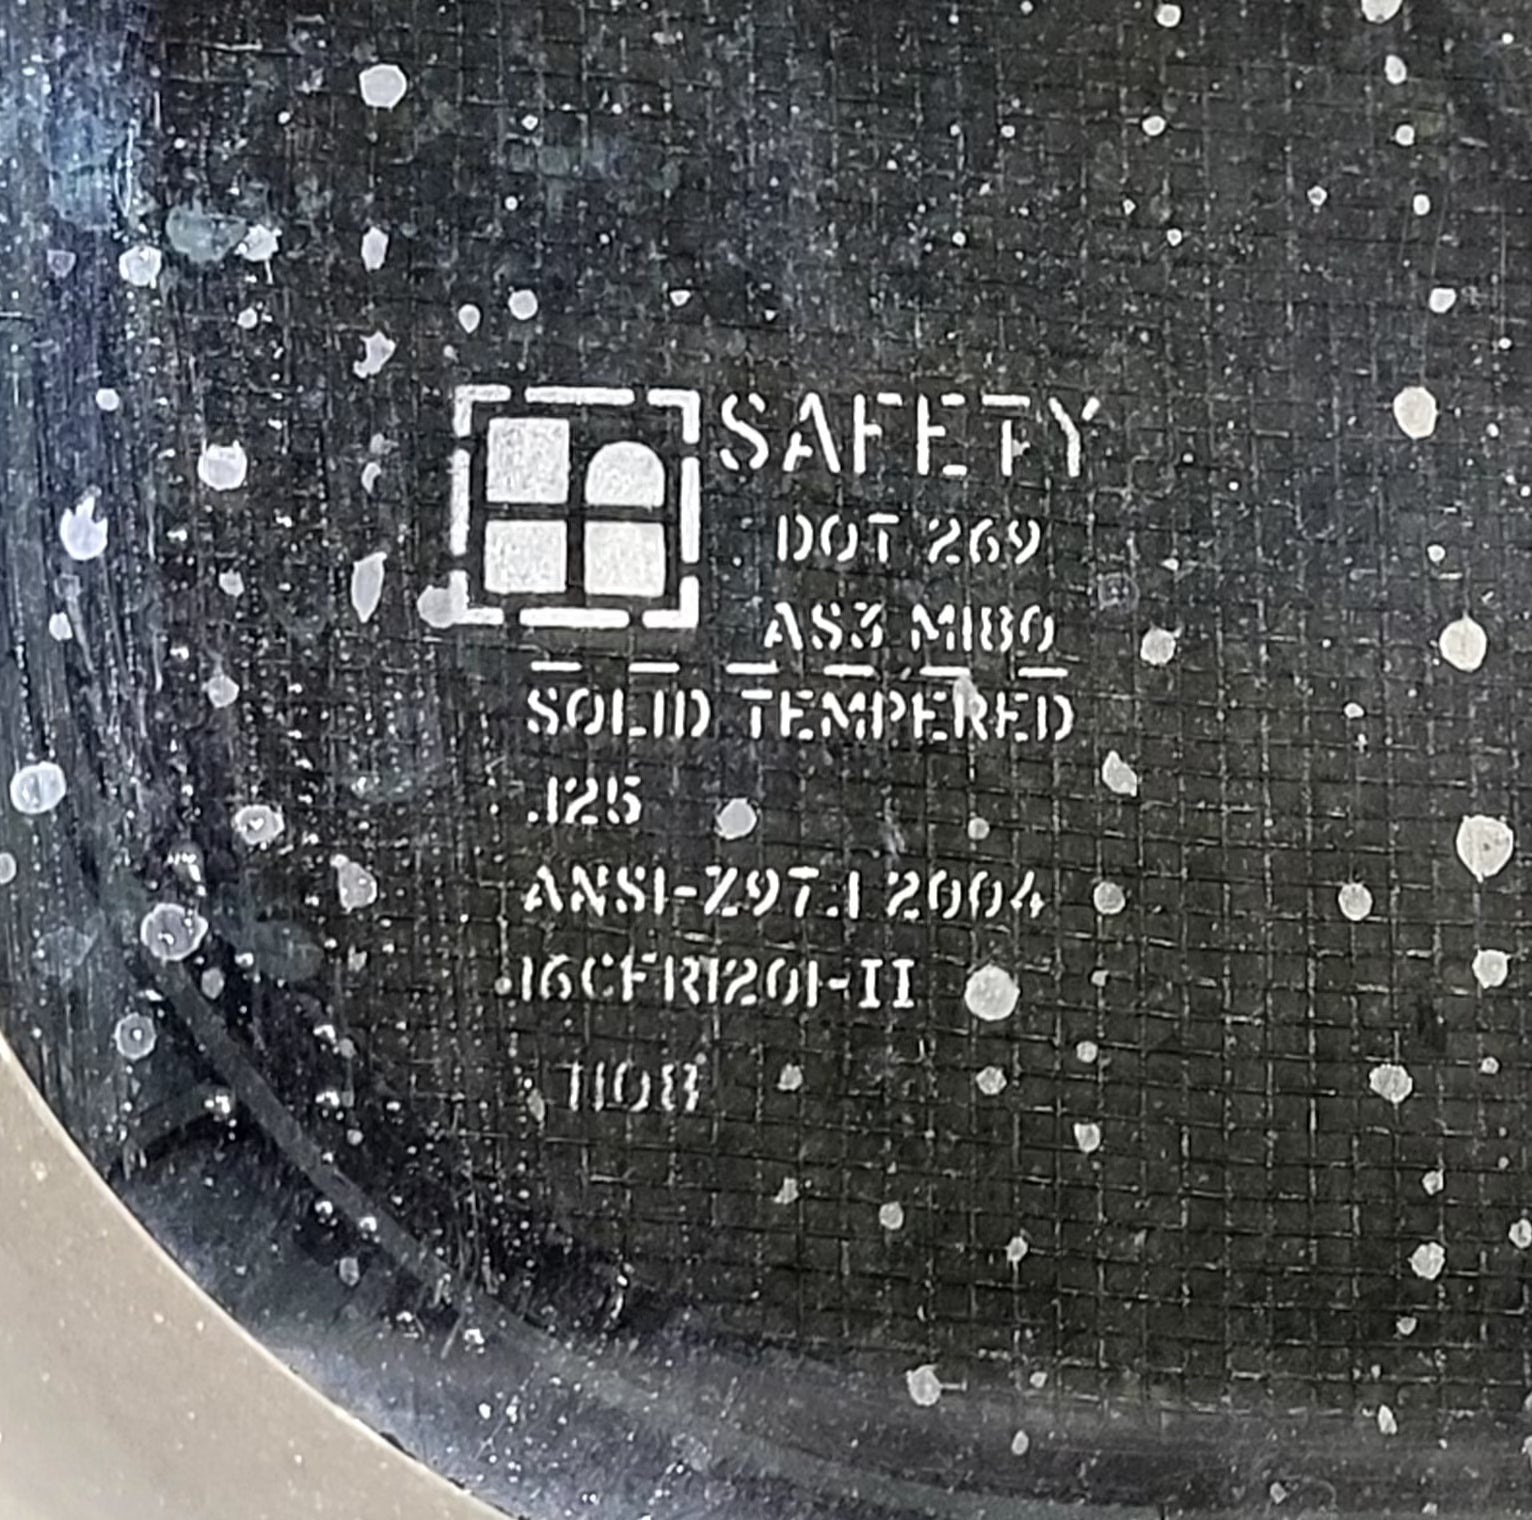 SAFETY
DOT 269
AS3 M180
SOLID TEMPERED
.125
ANSI-Z97.1 2004
16CFR1201-II
1108